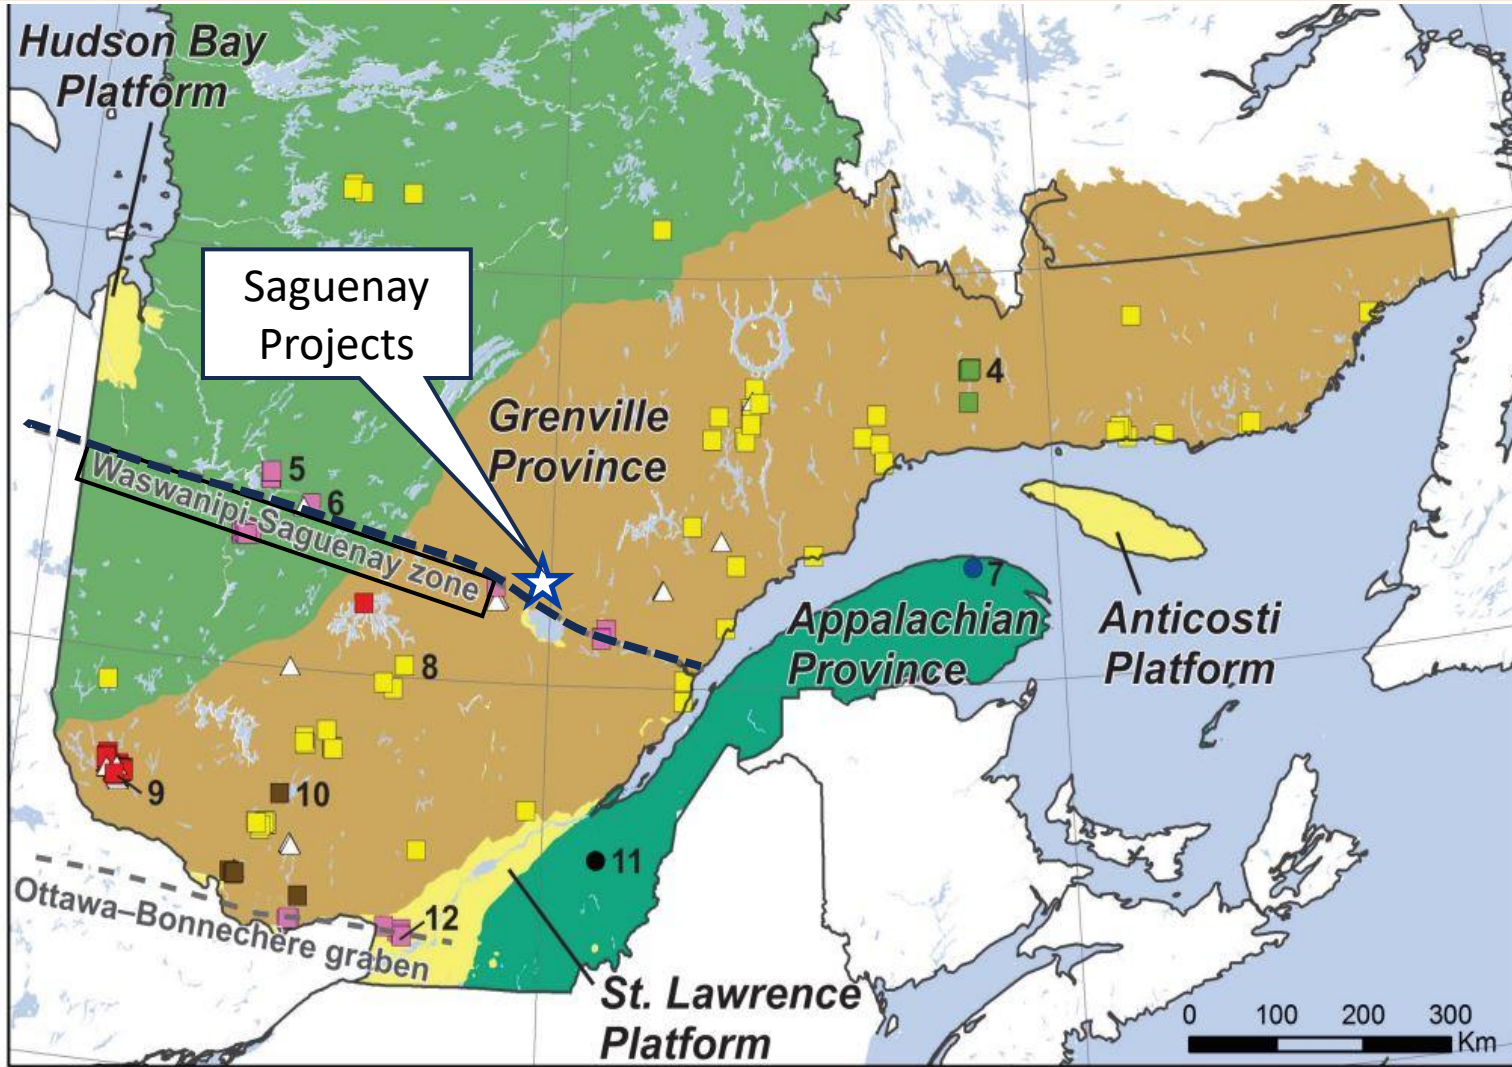 Hudson Bay
Platform
Saguenay
Projects
4
Grenville
Province
5
6
Waswanipi-Saguenay zone
7
Appalachian
Province
Anticosti
Platform
8
9
10
11
12
Ottawa–Bonnechère graben
St. Lawrence
Platform
0 100 200 300
Km